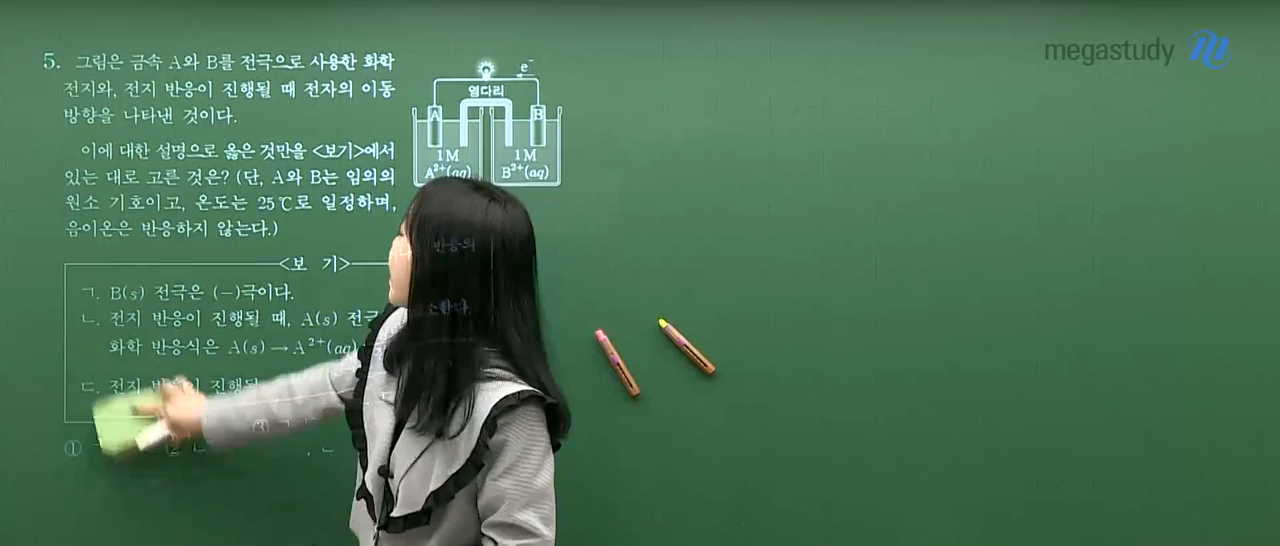 megastudy
5. 그림은 금속 A와 B를 전극으로 사용한 화학
전지와, 전지 반응이 진행될 때 전자의 이동
방향을 나타낸 것이다.
e⁻
염다리
A
B
1M
A²⁺(aq)
1M
B²⁺(aq)
이에 대한 설명으로 옳은 것만을 <보기>에서
있는 대로 고른 것은? (단, A와 B는 임의의
원소 기호이고, 온도는 25℃로 일정하며,
음이온은 반응하지 않는다.)
<보 기>
ㄱ. B(s) 전극은 (-)극이다.
ㄴ. 전지 반응이 진행될 때, A(s)
반응의
화학 반응식은 A(s)→A²⁺(aq)
ㄷ. 전지 반응이 진행될
① ② ㄴ